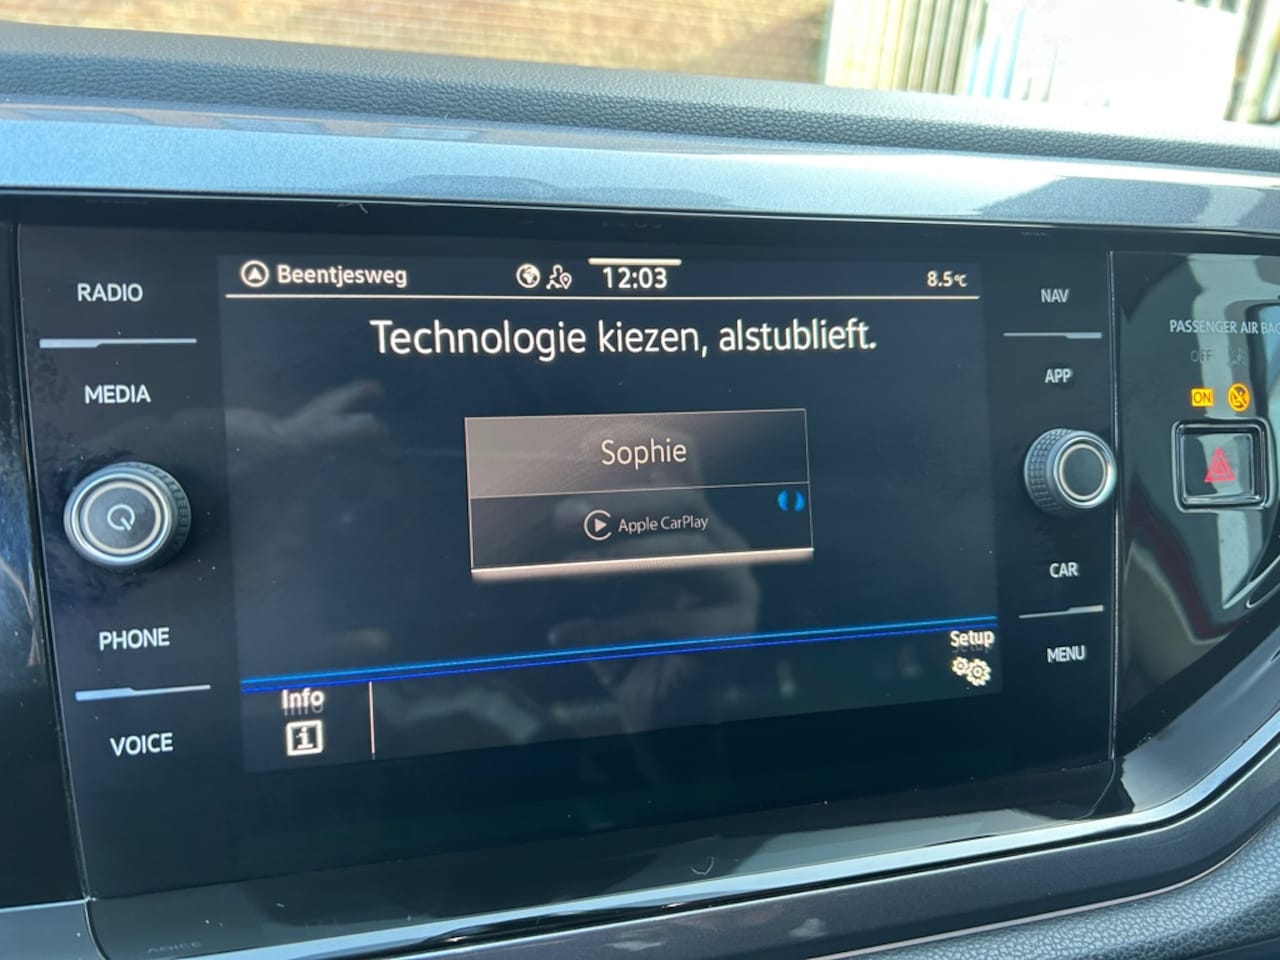 RADIO
MEDIA
PHONE
VOICE
Beentjesweg
12:03
8.5°C
Technologie kiezen, alstublieft.
Sophie
Apple CarPlay
Setup
Info
NAV
APP
CAR
MENU
PASSENGER AIR BAG
OFF
ON